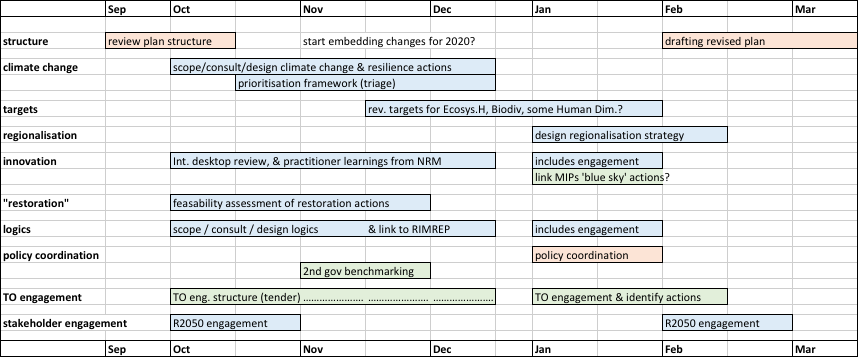 Sep Oct Nov Dec Jan Feb Mar
structure review plan structure start embedding changes for 2020? drafting revised plan
climate change scope/consult/design climate change & resilience actions
prioritisation framework (triage)
targets rev. targets for Ecosys.H, Biodiv, some Human Dim.?
regionalisation design regionalisation strategy
innovation Int. desktop review, & practitioner learnings from NRM includes engagement
link MIPs 'blue sky' actions?
"restoration" feasability assessment of restoration actions
logics scope / consult / design logics & link to RIMREP includes engagement
policy coordination policy coordination
2nd gov benchmarking
TO engagement TO eng. structure (tender) ..................... ..................... ..................... TO engagement & identify actions
stakeholder engagement R2050 engagement R2050 engagement
Sep Oct Nov Dec Jan Feb Mar